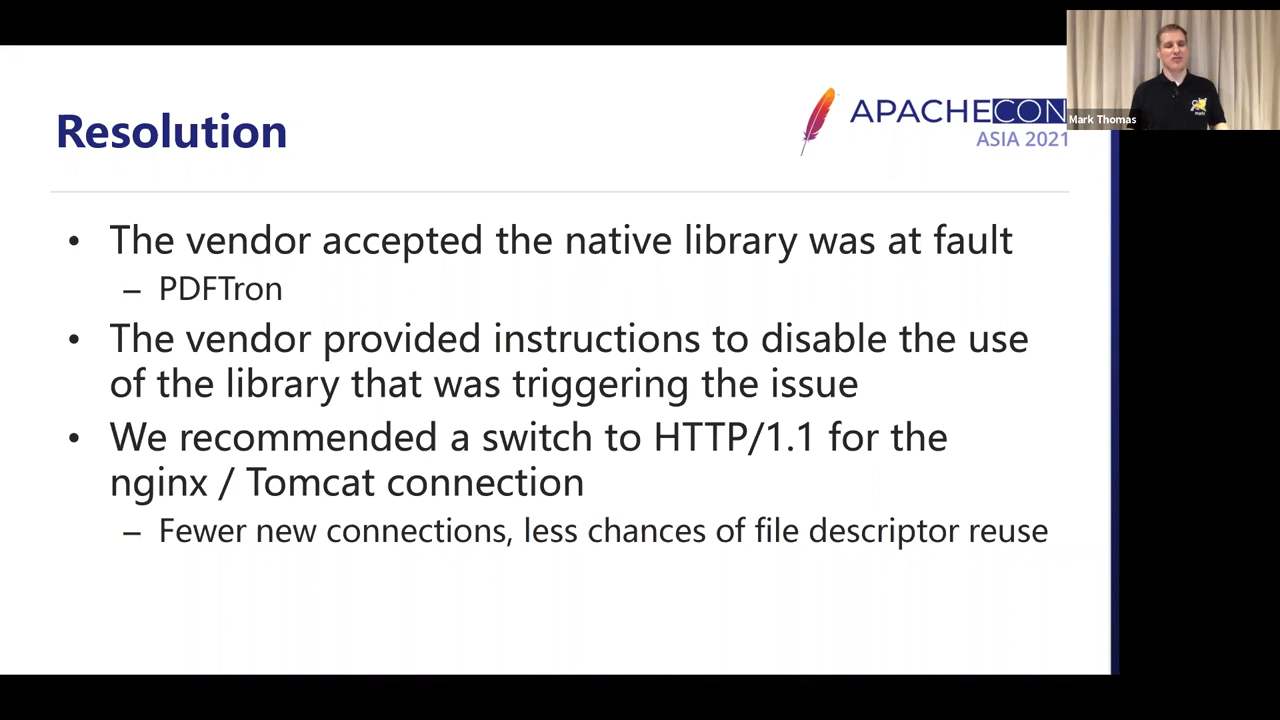 Resolution
APACHECON
ASIA 2021
Mark Thomas
• The vendor accepted the native library was at fault
– PDFTron
• The vendor provided instructions to disable the use
of the library that was triggering the issue
• We recommended a switch to HTTP/1.1 for the
nginx / Tomcat connection
– Fewer new connections, less chances of file descriptor reuse